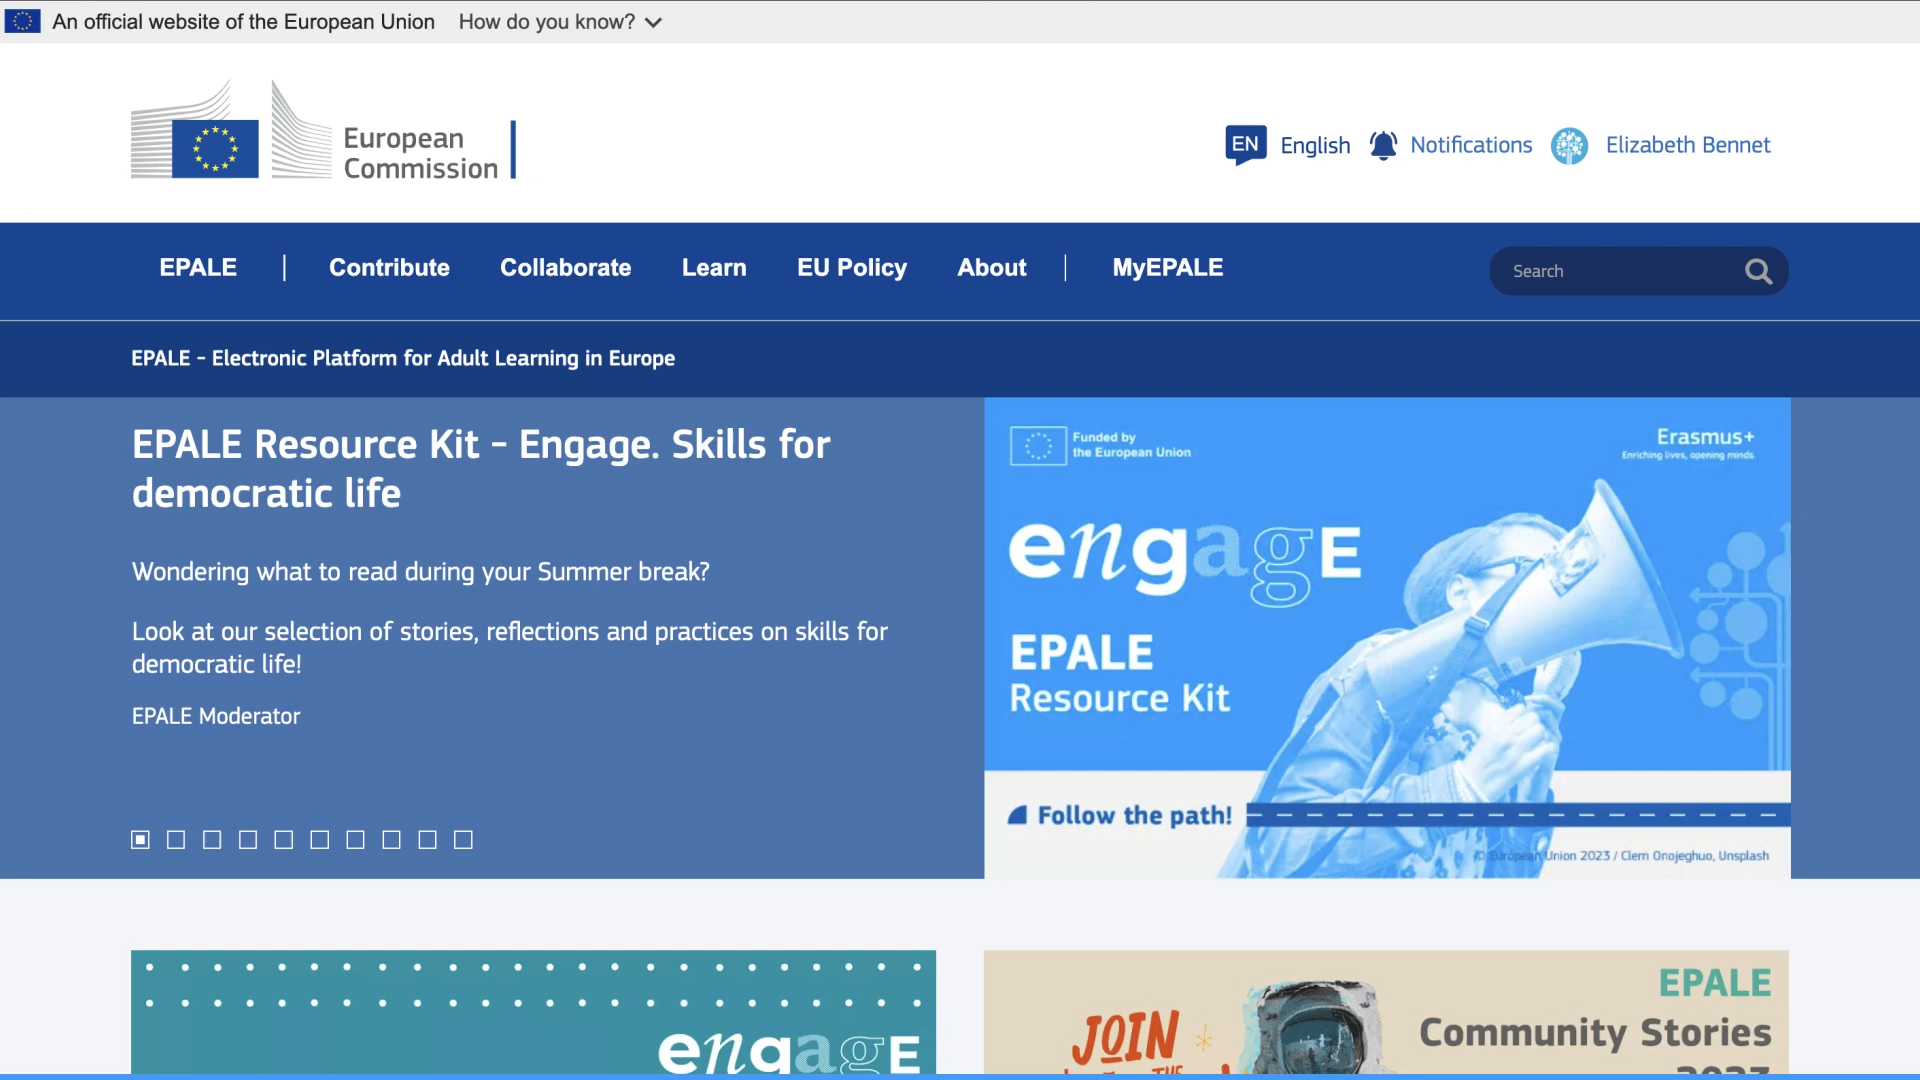 An official website of the European Union How do you know?
European
Commission
EN English Notifications Elizabeth Bennet
EPALE | Contribute Collaborate Learn EU Policy About | MyEPALE Search
EPALE - Electronic Platform for Adult Learning in Europe
EPALE Resource Kit - Engage. Skills for
democratic life
Wondering what to read during your Summer break?
Look at our selection of stories, reflections and practices on skills for
democratic life!
EPALE Moderator
Funded by
the European Union
Erasmus+
Enriching lives, opening minds.
engagE
EPALE
Resource Kit
Follow the path!
© European Union 2023 / Clem Onojeghuo, Unsplash
engagE
JOIN
THE
EPALE
Community Stories
2023